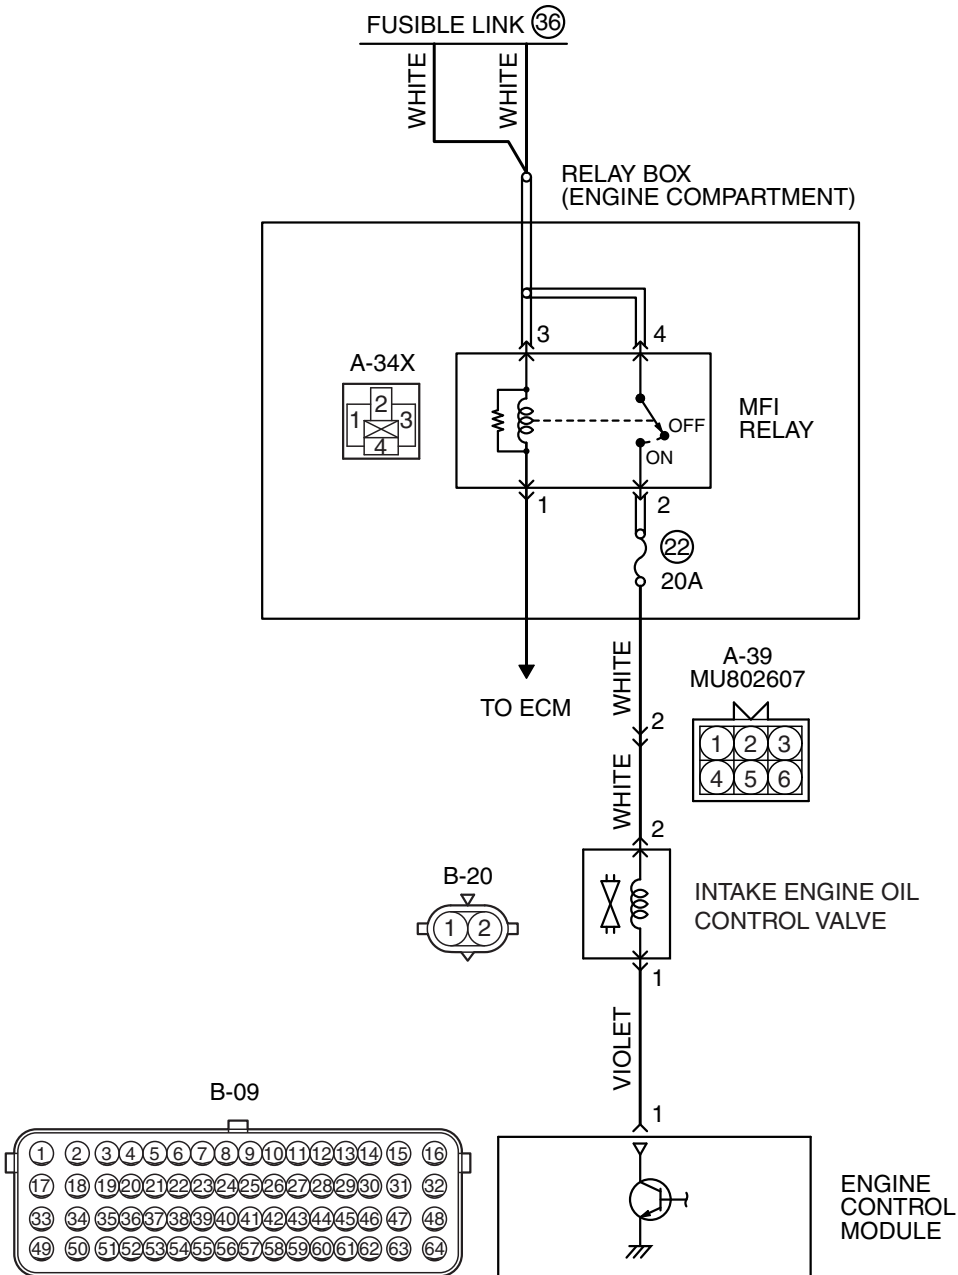 FUSIBLE LINK 36
WHITE
WHITE
RELAY BOX
(ENGINE COMPARTMENT)
3
4
A-34X
1
2
3
4
OFF
ON
MFI
RELAY
1
2
22
20A
TO ECM
WHITE
2
A-39
MU802607
1 2 3
4 5 6
WHITE
2
B-20
1 2
INTAKE ENGINE OIL
CONTROL VALVE
1
VIOLET
1
B-09
1 2 3 4 5 6 7 8 9 10 11 12 13 14 15 16
17 18 19 20 21 22 23 24 25 26 27 28 29 30 31 32
33 34 35 36 37 38 39 40 41 42 43 44 45 46 47 48
49 50 51 52 53 54 55 56 57 58 59 60 61 62 63 64
ENGINE
CONTROL
MODULE